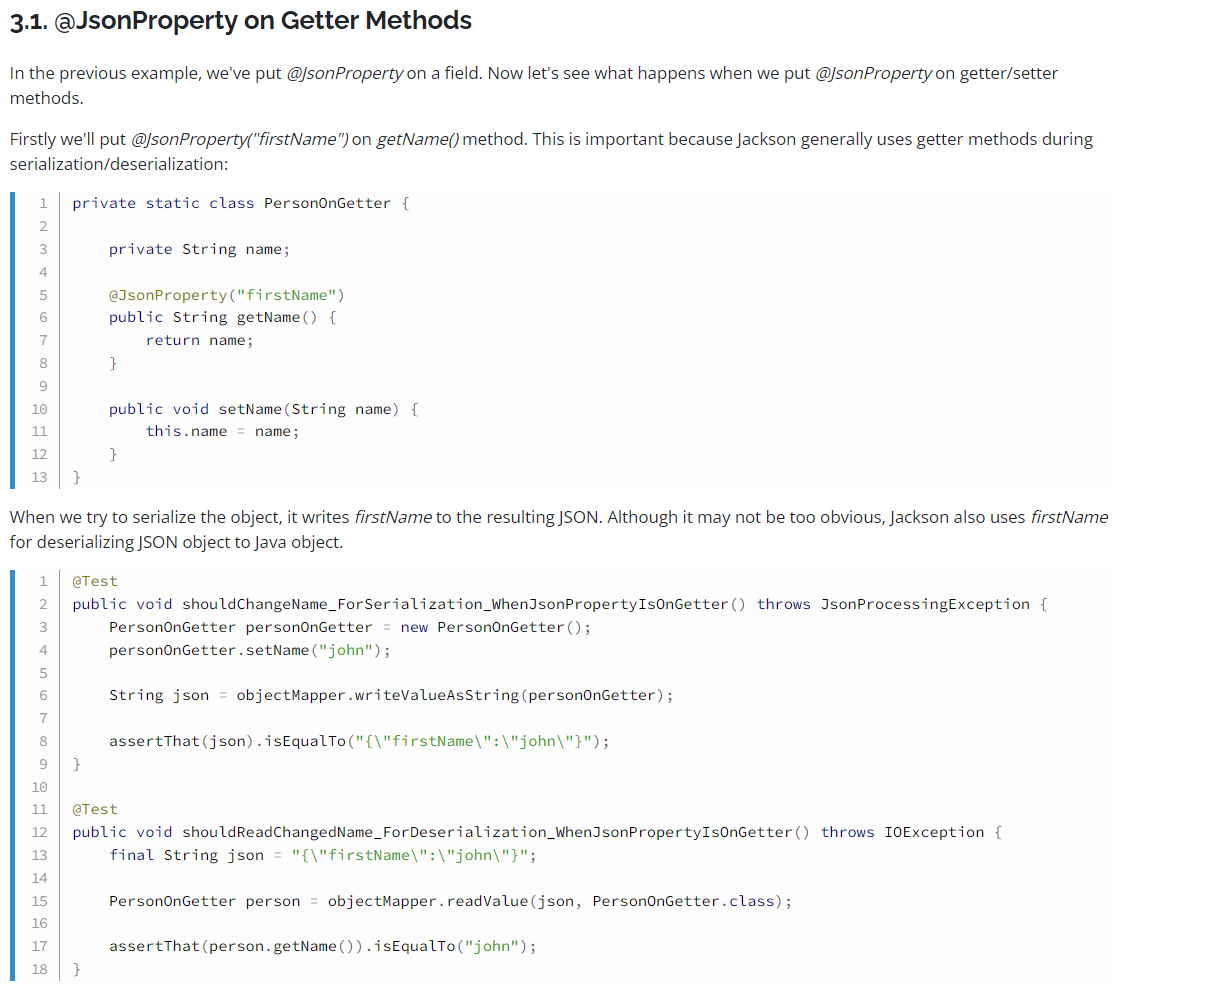 3.1. @JsonProperty on Getter Methods
In the previous example, we've put @JsonProperty on a field. Now let's see what happens when we put @JsonProperty on getter/setter
methods.
Firstly we'll put @JsonProperty("firstName") on getName() method. This is important because Jackson generally uses getter methods during
serialization/deserialization:
1 private static class PersonOnGetter {
2
3     private String name;
4
5     @JsonProperty("firstName")
6     public String getName() {
7         return name;
8     }
9
10     public void setName(String name) {
11         this.name = name;
12     }
13 }
When we try to serialize the object, it writes firstName to the resulting JSON. Although it may not be too obvious, Jackson also uses firstName
for deserializing JSON object to Java object.
1 @Test
2 public void shouldChangeName_ForSerialization_WhenJsonPropertyIsOnGetter() throws JsonProcessingException {
3     PersonOnGetter personOnGetter = new PersonOnGetter();
4     personOnGetter.setName("john");
5
6     String json = objectMapper.writeValueAsString(personOnGetter);
7
8     assertThat(json).isEqualTo("{\"firstName\":\"john\"}");
9 }
10
11 @Test
12 public void shouldReadChangedName_ForDeserialization_WhenJsonPropertyIsOnGetter() throws IOException {
13     final String json = "{\"firstName\":\"john\"}";
14
15     PersonOnGetter person = objectMapper.readValue(json, PersonOnGetter.class);
16
17     assertThat(person.getName()).isEqualTo("john");
18 }